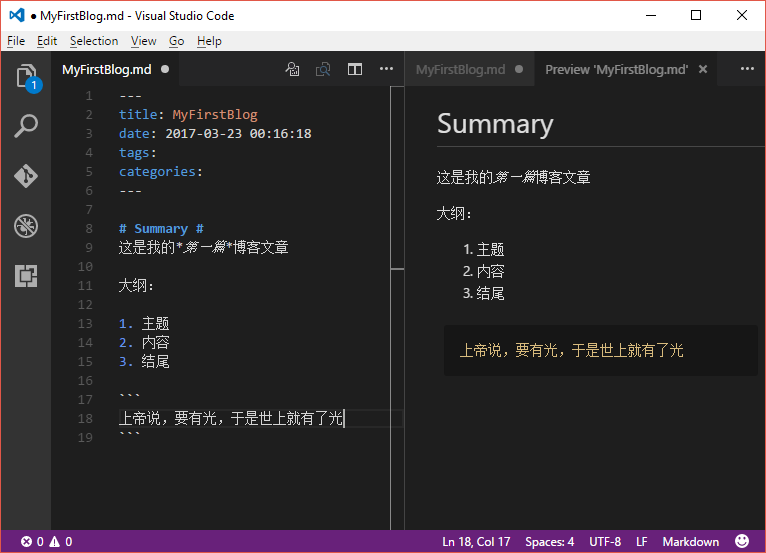 ● MyFirstBlog.md - Visual Studio Code
File Edit Selection View Go Help
1
MyFirstBlog.md ●
MyFirstBlog.md ● Preview 'MyFirstBlog.md' ×
1 ---
2 title: MyFirstBlog
3 date: 2017-03-23 00:16:18
4 tags:
5 categories:
6 ---
7
8 # Summary #
9 这是我的*第一篇*博客文章
10
11 大纲:
12
13 1. 主题
14 2. 内容
15 3. 结尾
16
17 ```
18 上帝说，要有光，于是世上就有了光
19 ```
Summary
这是我的第一篇博客文章
大纲:
1. 主题
2. 内容
3. 结尾
上帝说，要有光，于是世上就有了光
0 0 Ln 18, Col 17 Spaces: 4 UTF-8 LF Markdown